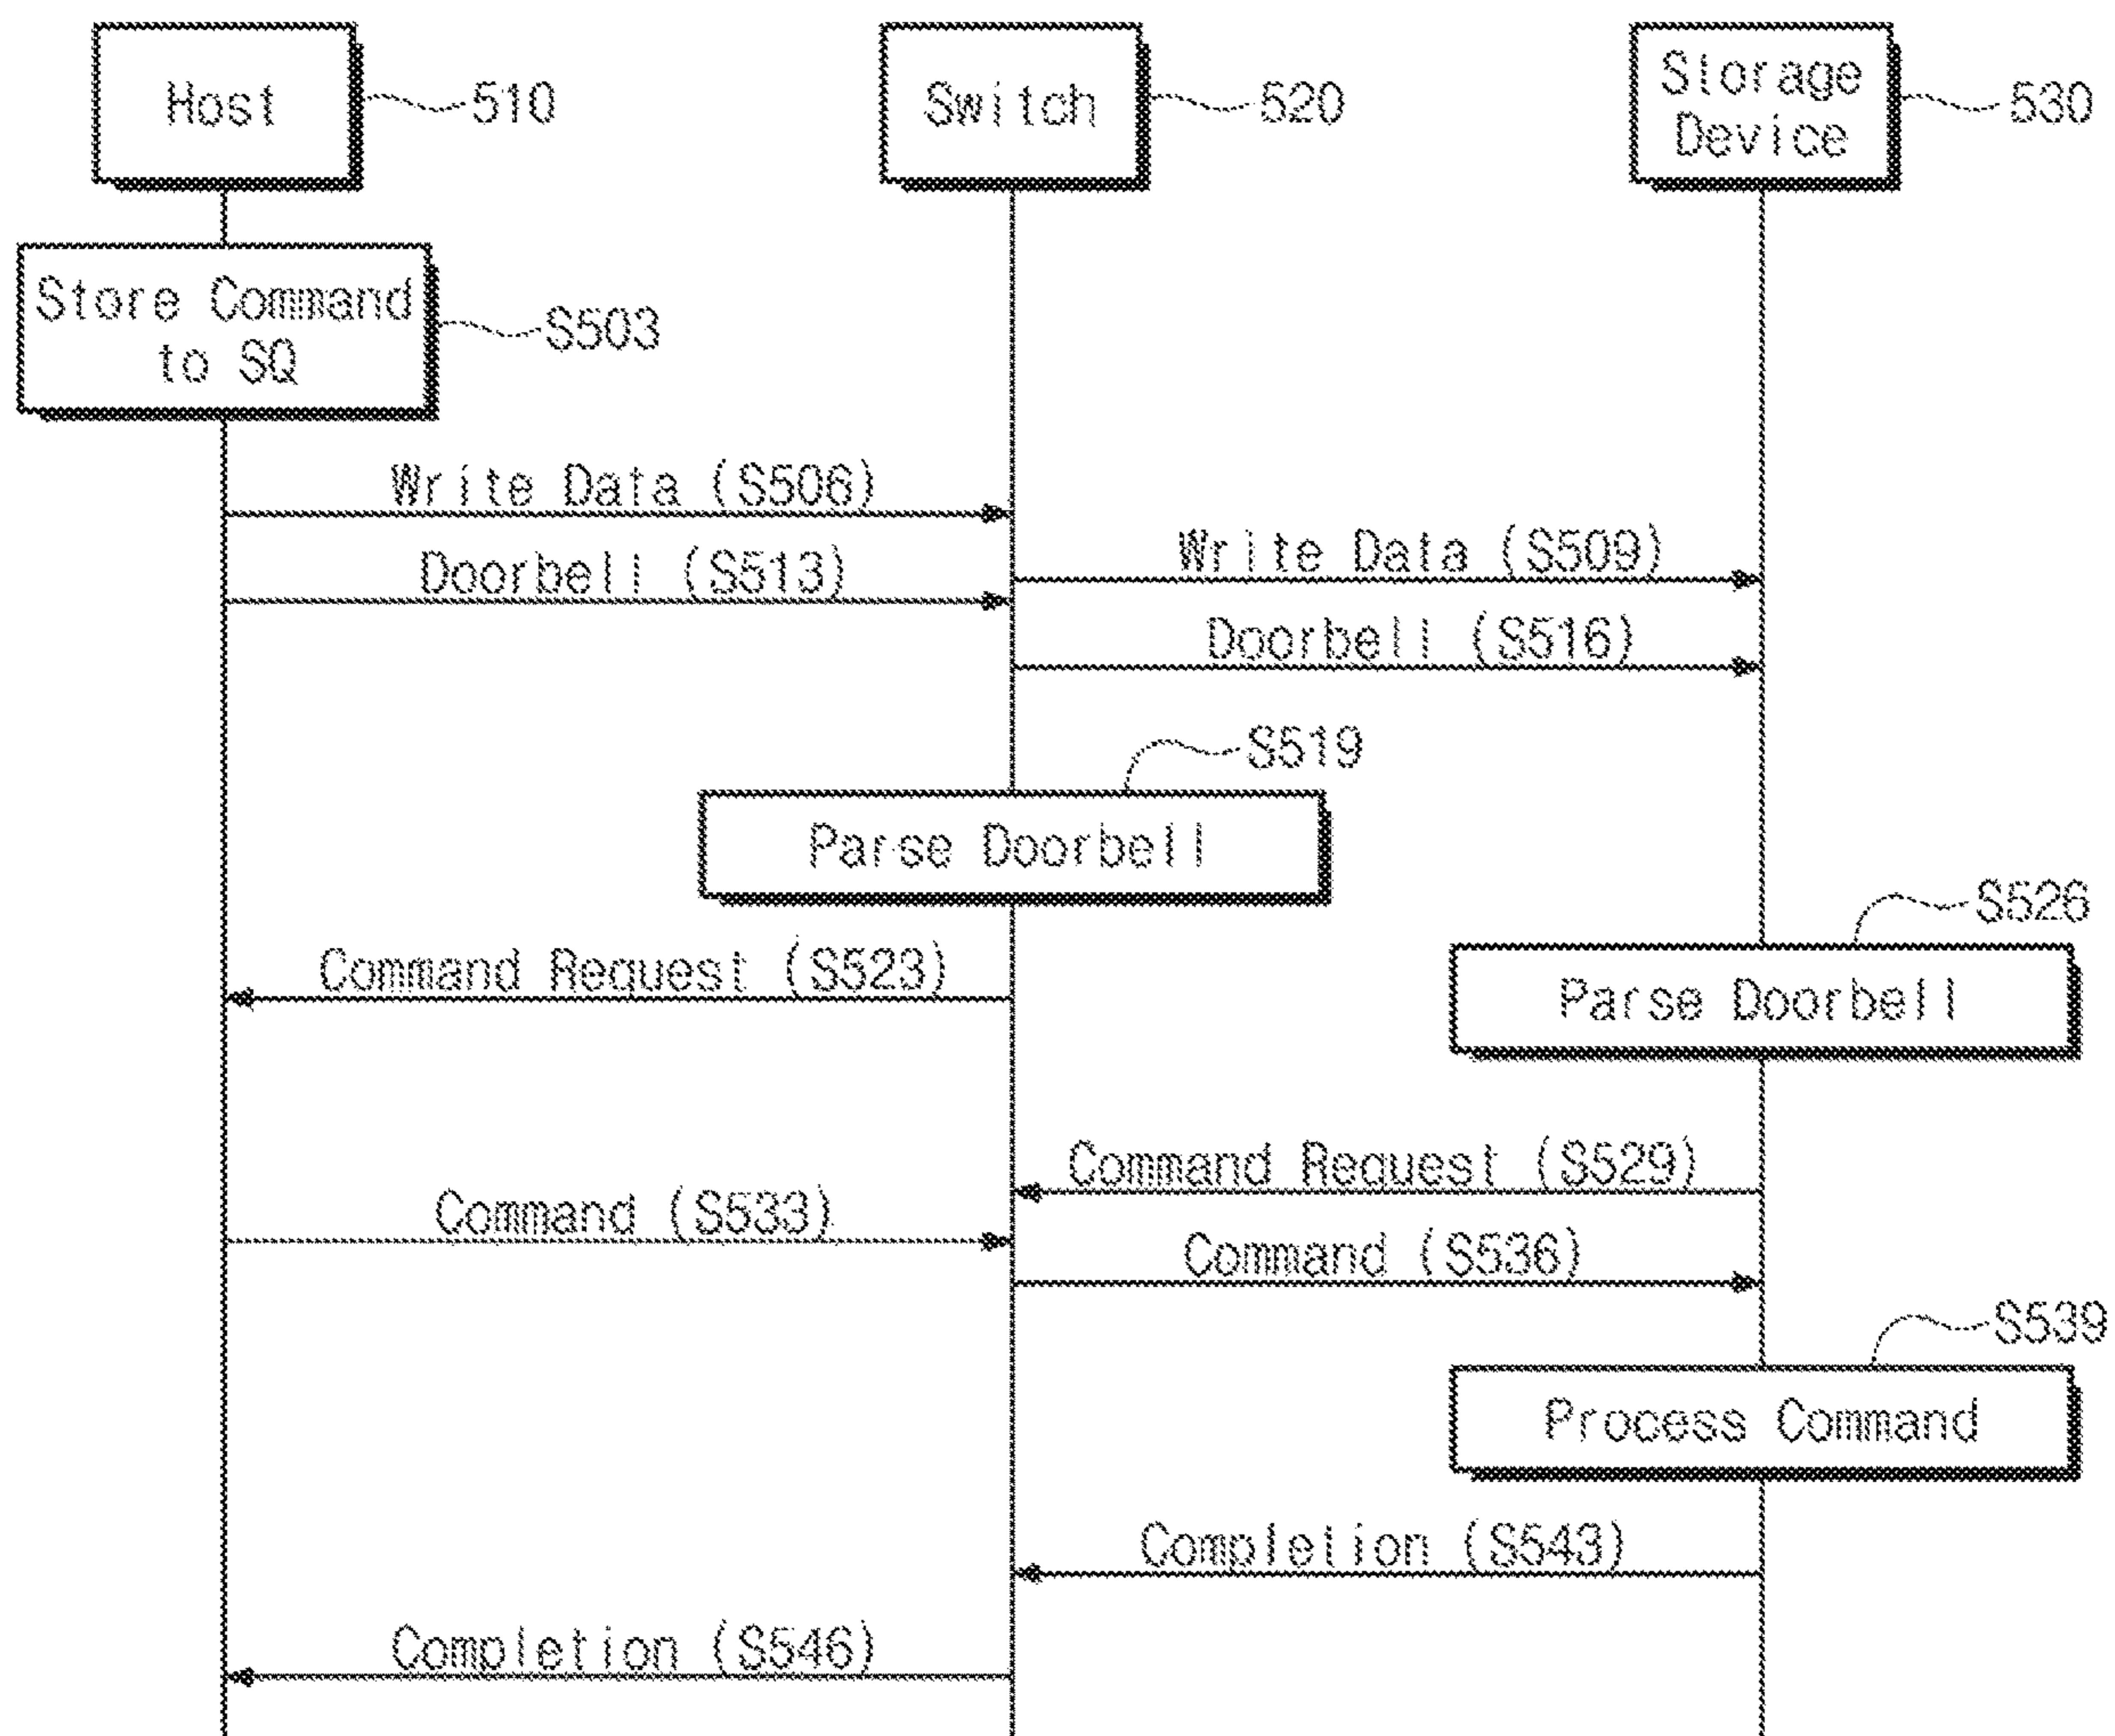 Host
510
Switch
520
Storage
Device
530
Store Command
to SQ
S503
Write Data (S506)
Write Data (S509)
Doorbell (S513)
Doorbell (S516)
S519
Parse Doorbell
S526
Parse Doorbell
Command Request (S523)
Command Request (S529)
Command (S533)
Command (S536)
S539
Process Command
Completion (S543)
Completion (S546)